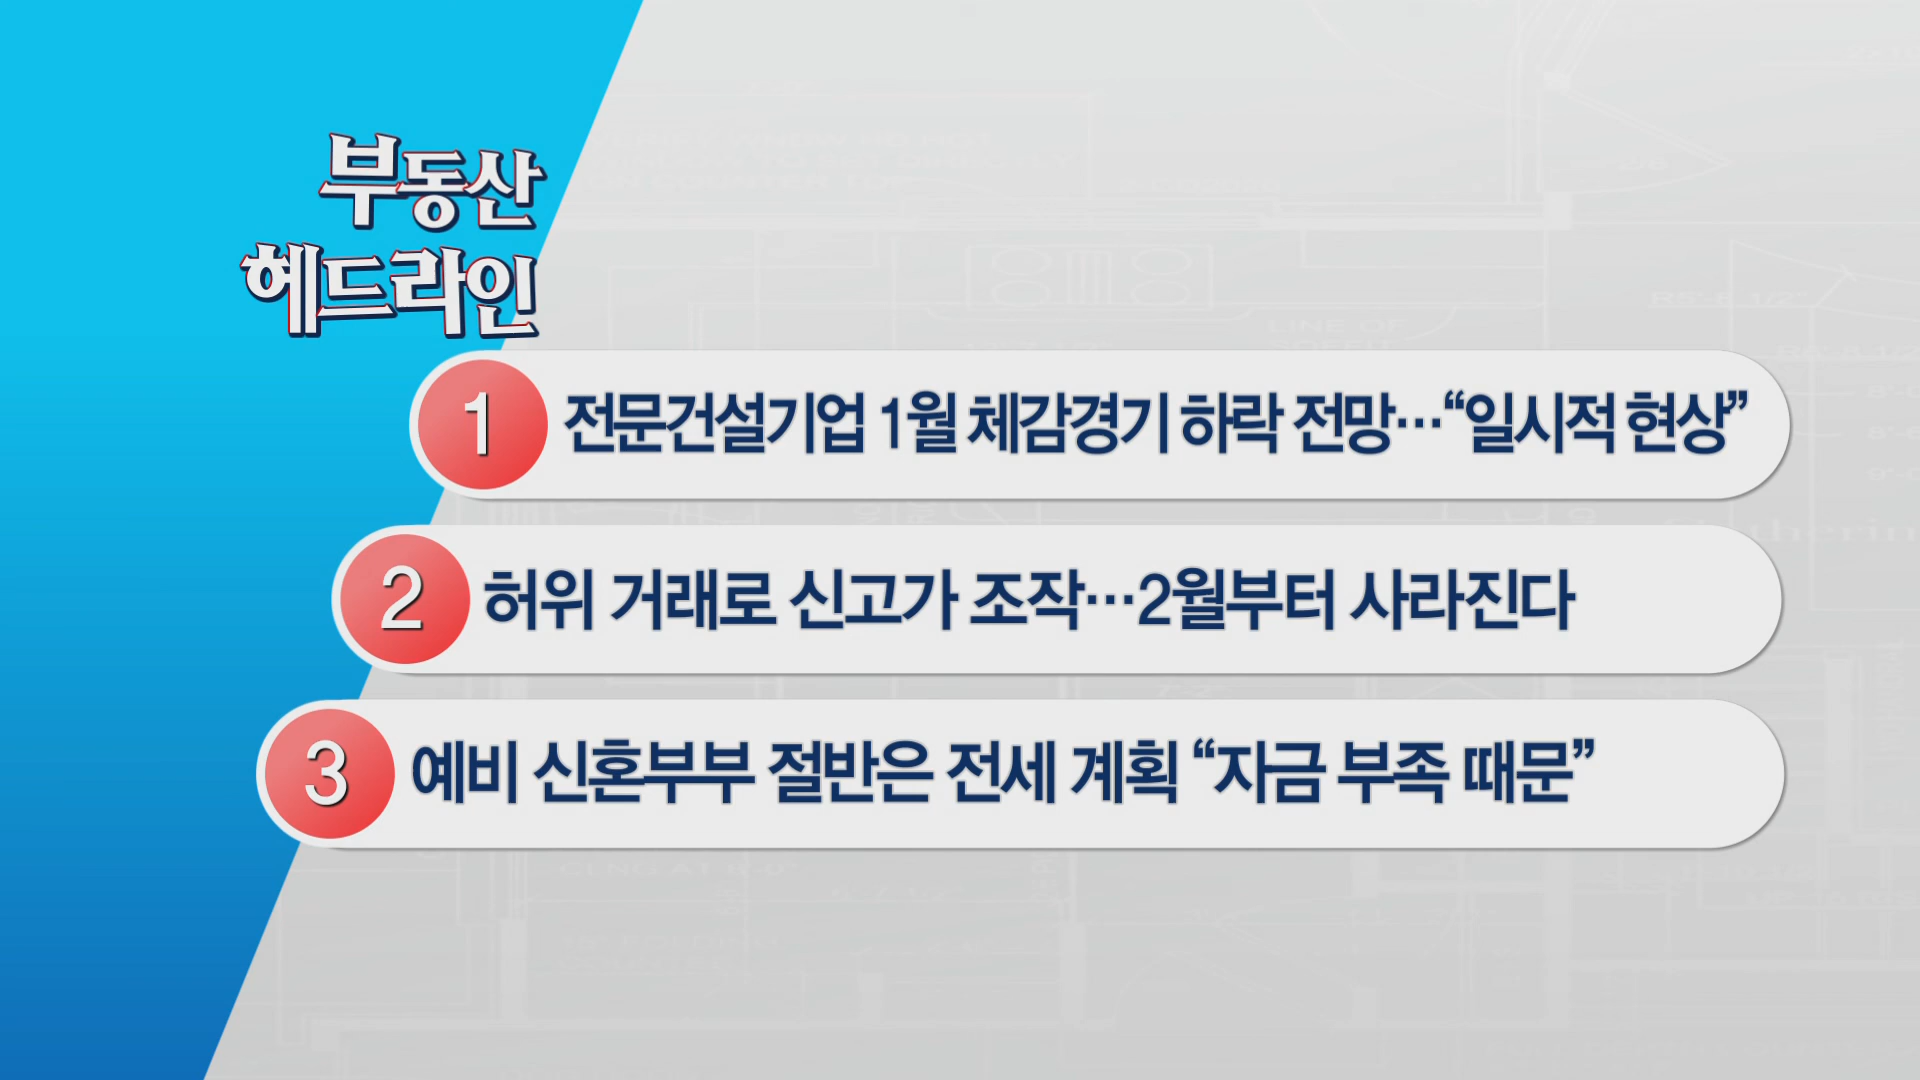 부동산
헤드라인
1 전문건설기업 1월 체감경기 하락 전망…“일시적 현상”
2 허위 거래로 신고가 조작…2월부터 사라진다
3 예비 신혼부부 절반은 전세 계획 “자금 부족 때문”
LINE OF